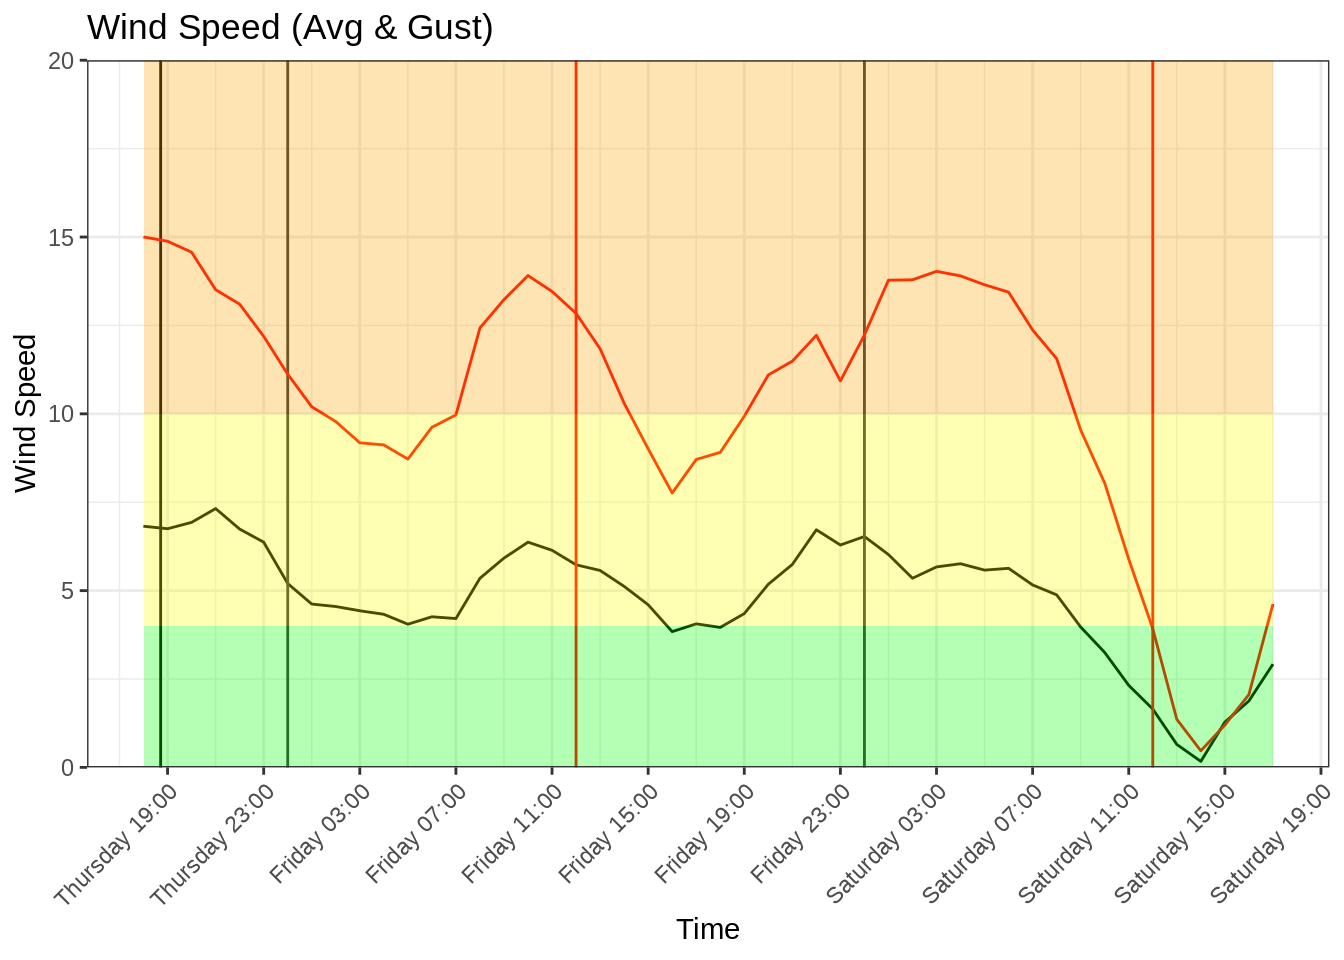 Wind Speed (Avg & Gust)
20
15
10
5
0
Wind Speed
Thursday 19:00
Thursday 23:00
Friday 03:00
Friday 07:00
Friday 11:00
Friday 15:00
Friday 19:00
Friday 23:00
Saturday 03:00
Saturday 07:00
Saturday 11:00
Saturday 15:00
Saturday 19:00
Time